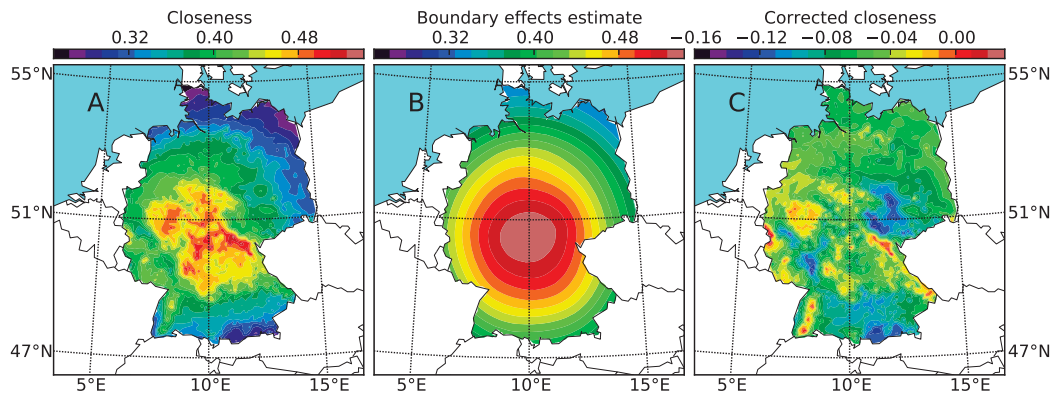 Closeness Boundary effects estimate Corrected closeness
0.32 0.40 0.48 0.32 0.40 0.48 −0.16 −0.12 −0.08 −0.04 0.00
55°N A B C 55°N
51°N 51°N
47°N 47°N
5°E 10°E 15°E 5°E 10°E 15°E 5°E 10°E 15°E